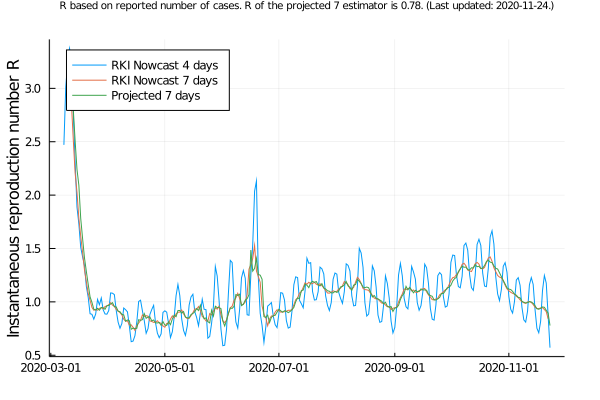 R based on reported number of cases. R of the projected 7 estimator is 0.78. (Last updated: 2020-11-24.)
Instantaneous reproduction number R
RKI Nowcast 4 days
RKI Nowcast 7 days
Projected 7 days
3.0
2.5
2.0
1.5
1.0
0.5
2020-03-01
2020-05-01
2020-07-01
2020-09-01
2020-11-01